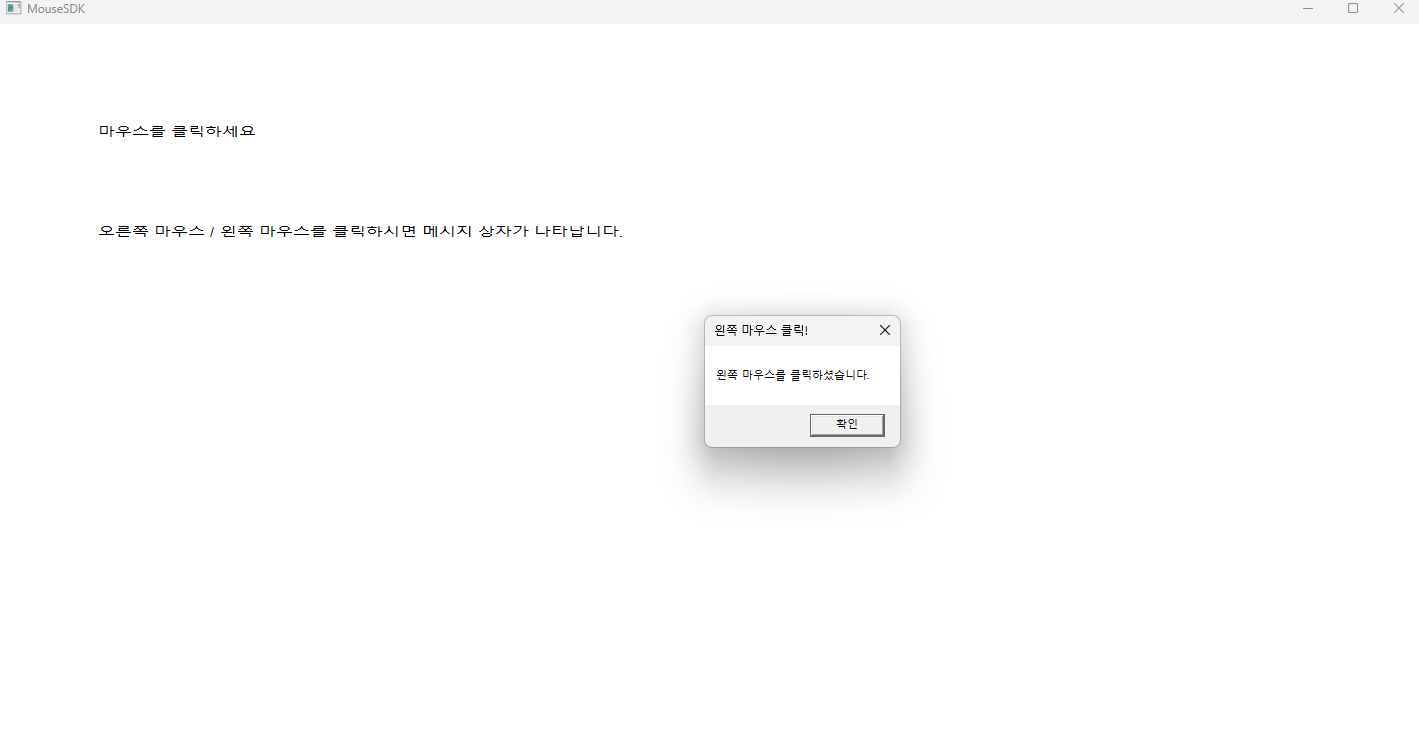 MouseSDK
마우스를 클릭하세요
오른쪽 마우스 / 왼쪽 마우스를 클릭하시면 메시지 상자가 나타납니다.
왼쪽 마우스 클릭!
왼쪽 마우스를 클릭하셨습니다.
확인